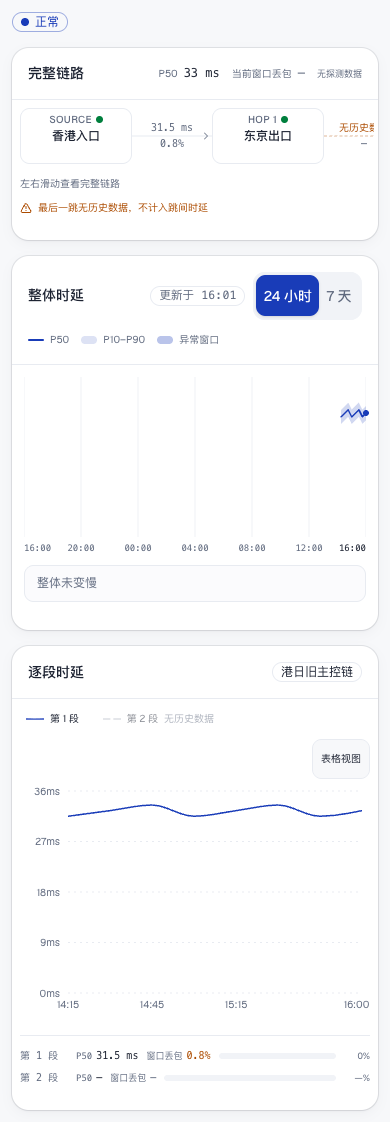 正常
完整链路
P50 33 ms 当前窗口丢包 — 无探测数据
SOURCE
香港入口
31.5 ms
0.8%
HOP 1
东京出口
无历史
—
左右滑动查看完整链路
最后一跳无历史数据，不计入跳间时延
整体时延
更新于 16:01
24 小时
7 天
P50 P10–P90 异常窗口
16:00 20:00 00:00 04:00 08:00 12:00 16:00
整体未变慢
逐段时延
港日旧主控链
第 1 段 第 2 段 无历史数据
表格视图
36ms
27ms
18ms
9ms
0ms
14:15 14:45 15:15 16:00
第 1 段 P50 31.5 ms 窗口丢包 0.8% 0%
第 2 段 P50 — 窗口丢包 — —%